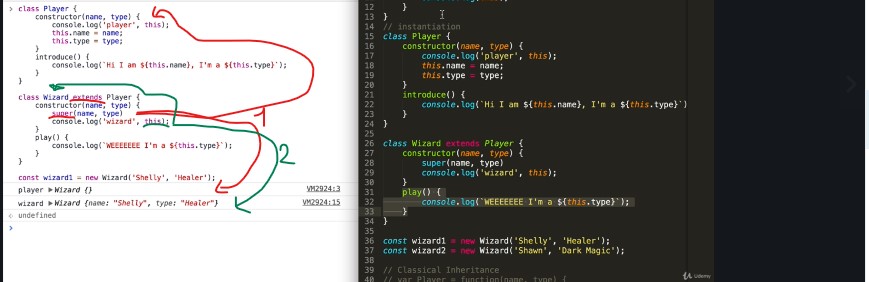 > class Player {
constructor(name, type) {
console.log('player', this);
this.name = name;
this.type = type;
}
introduce() {
console.log(`Hi I am ${this.name}, I'm a ${this.type}`);
}
}
class Wizard extends Player {
constructor(name, type) {
super(name, type)
console.log('wizard', this);
}
play() {
console.log(`WEEEEEEE I'm a ${this.type}`);
}
}
const wizard1 = new Wizard('Shelly', 'Healer');
player ▶ Wizard {} VM2924:3
wizard ▶ Wizard {name: "Shelly", type: "Healer"} VM2924:15
undefined
>
1
2
12 }
13 }
14 // instantiation
15 class Player {
16 constructor(name, type) {
17 console.log('player', this);
18 this.name = name;
19 this.type = type;
20 }
21 introduce() {
22 console.log(`Hi I am ${this.name}, I'm a ${this.type}`)
23 }
24 }
25
26 class Wizard extends Player {
27 constructor(name, type) {
28 super(name, type)
29 console.log('wizard', this);
30 }
31 play() {
32 console.log(`WEEEEEEE I'm a ${this.type}`);
33 }
34 }
35
36 const wizard1 = new Wizard('Shelly', 'Healer');
37 const wizard2 = new Wizard('Shawn', 'Dark Magic');
38
39 // Classical Inheritance
40 // var Player = function(name, type) {
Udemy